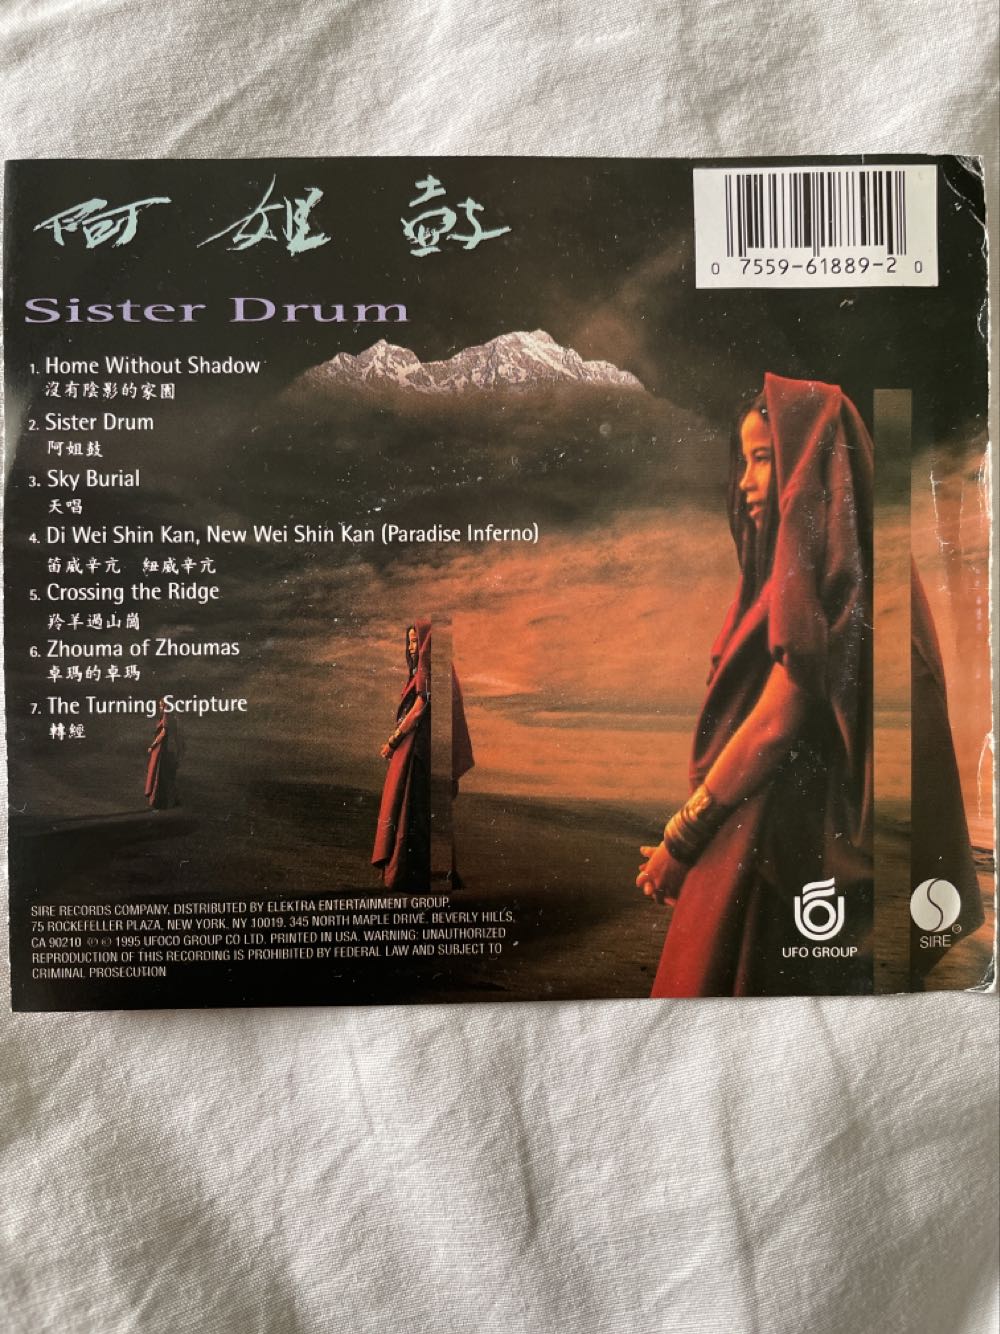 阿姐鼓
0 7559-61889-2 0
Sister Drum
1. Home Without Shadow
沒有陰影的家園
2. Sister Drum
阿姐鼓
3. Sky Burial
天唱
4. Di Wei Shin Kan, New Wei Shin Kan (Paradise Inferno)
笛威辛亢 紐威辛亢
5. Crossing the Ridge
羚羊過山崗
6. Zhouma of Zhoumas
卓瑪的卓瑪
7. The Turning Scripture
轉經
SIRE RECORDS COMPANY, DISTRIBUTED BY ELEKTRA ENTERTAINMENT GROUP,
75 ROCKEFELLER PLAZA, NEW YORK, NY 10019. 345 NORTH MAPLE DRIVE, BEVERLY HILLS,
CA 90210 ℗ © 1995 UFOCO GROUP CO LTD. PRINTED IN USA. WARNING: UNAUTHORIZED
REPRODUCTION OF THIS RECORDING IS PROHIBITED BY FEDERAL LAW AND SUBJECT TO
CRIMINAL PROSECUTION
UFO GROUP
SIRE